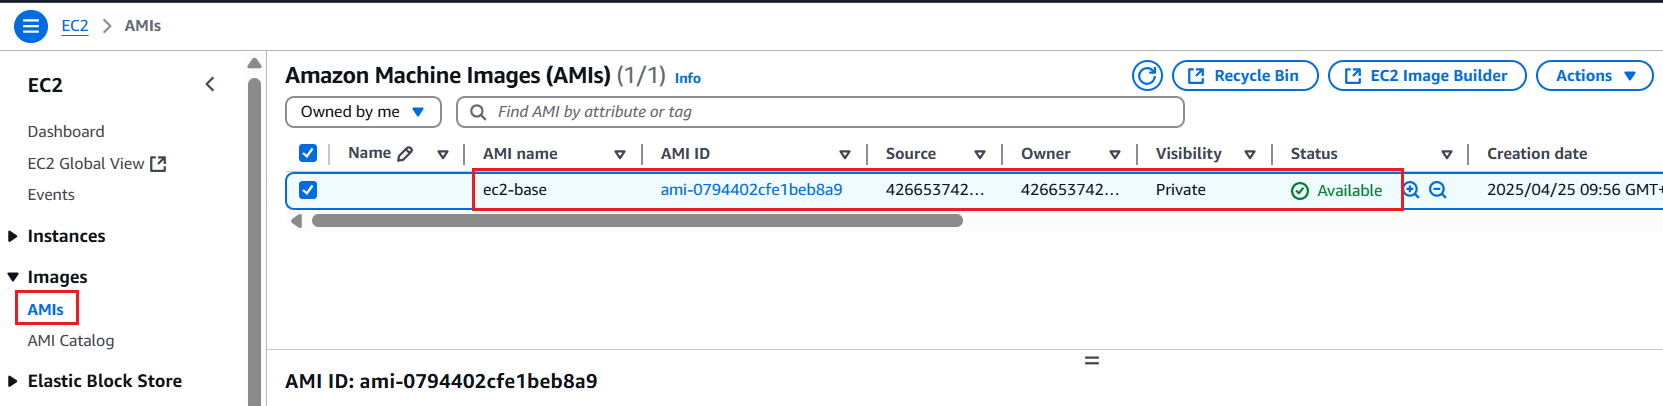 EC2 > AMIs
EC2
Dashboard
EC2 Global View
Events
Instances
Images
AMIs
AMI Catalog
Elastic Block Store
Amazon Machine Images (AMIs) (1/1) Info
Recycle Bin
EC2 Image Builder
Actions
Owned by me
Find AMI by attribute or tag
Name AMI name AMI ID Source Owner Visibility Status Creation date
ec2-base ami-0794402cfe1beb8a9 426653742... 426653742... Private Available 2025/04/25 09:56 GMT+
AMI ID: ami-0794402cfe1beb8a9